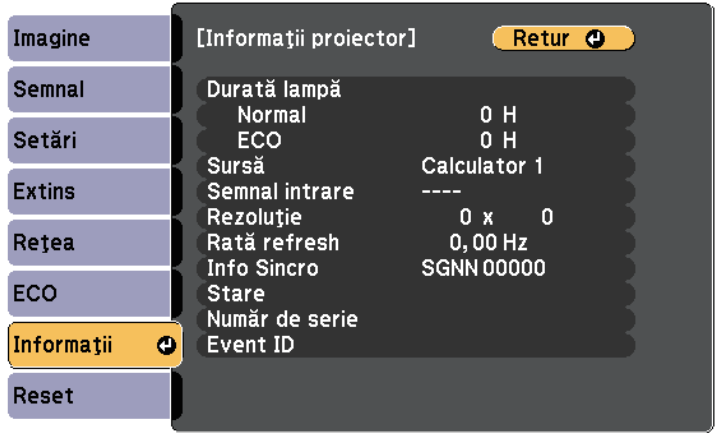 Imagine
Semnal
Setări
Extins
Reţea
ECO
Informaţii
Reset
[Informaţii proiector]
Retur
Durată lampă
Normal 0 H
ECO 0 H
Sursă Calculator 1
Semnal intrare ----
Rezoluţie 0 x 0
Rată refresh 0,00 Hz
Info Sincro SGNN 00000
Stare
Număr de serie
Event ID